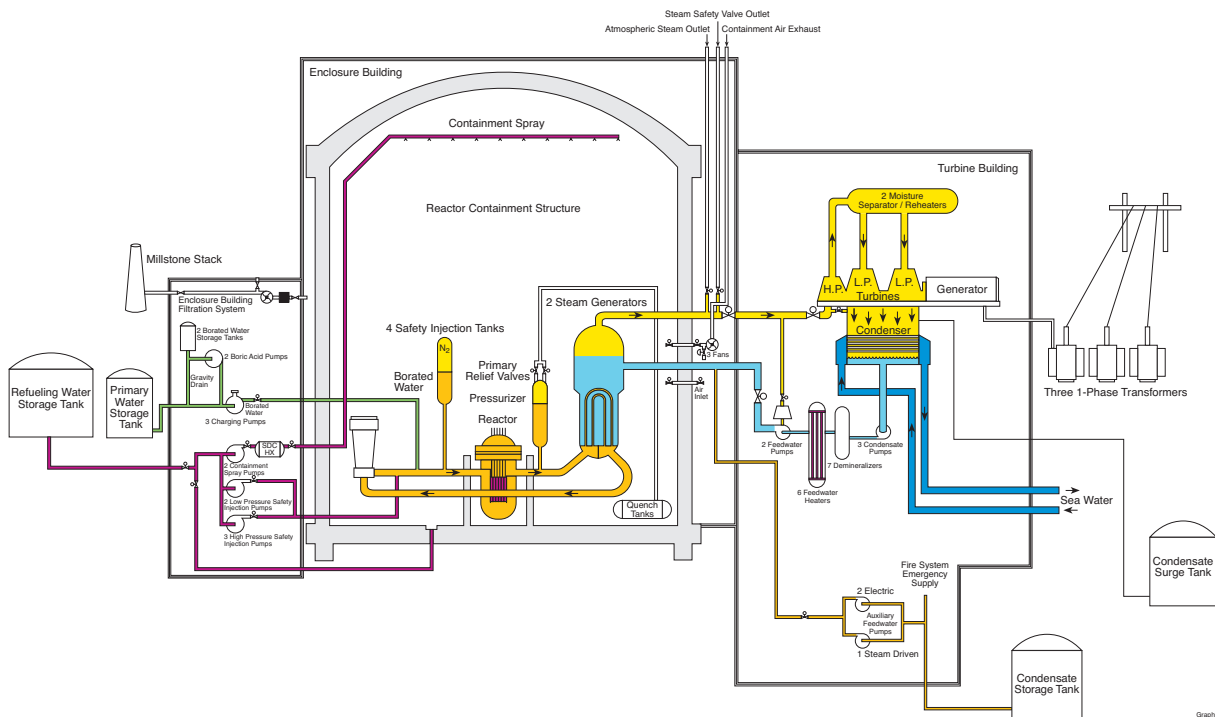 Steam Safety Valve Outlet
Atmospheric Steam Outlet
Containment Air Exhaust
Enclosure Building
Containment Spray
Turbine Building
2 Moisture
Separator / Reheaters
Reactor Containment Structure
Millstone Stack
Enclosure Building
Filtration System
H.P.
L.P.
L.P.
Turbines
Generator
2 Steam Generators
2 Borated Water
Storage Tanks
4 Safety Injection Tanks
Condenser
N2
3 Fans
2 Boric Acid Pumps
Primary
Relief Valves
Refueling Water
Storage Tank
Primary
Water
Storage
Tank
Gravity
Drain
Borated
Water
Pressurizer
Air
Inlet
Three 1-Phase Transformers
Borated
Water
3 Charging Pumps
Reactor
2 Feedwater
Pumps
3 Condensate
Pumps
7 Demineralizers
SDC
HX
2 Containment
Spray Pumps
6 Feedwater
Heaters
Sea Water
2 Low Pressure Safety
Injection Pumps
Quench
Tanks
3 High Pressure Safety
Injection Pumps
Condensate
Surge Tank
Fire System
Emergency
Supply
2 Electric
Auxiliary
Feedwater
Pumps
1 Steam Driven
Condensate
Storage Tank
Graph